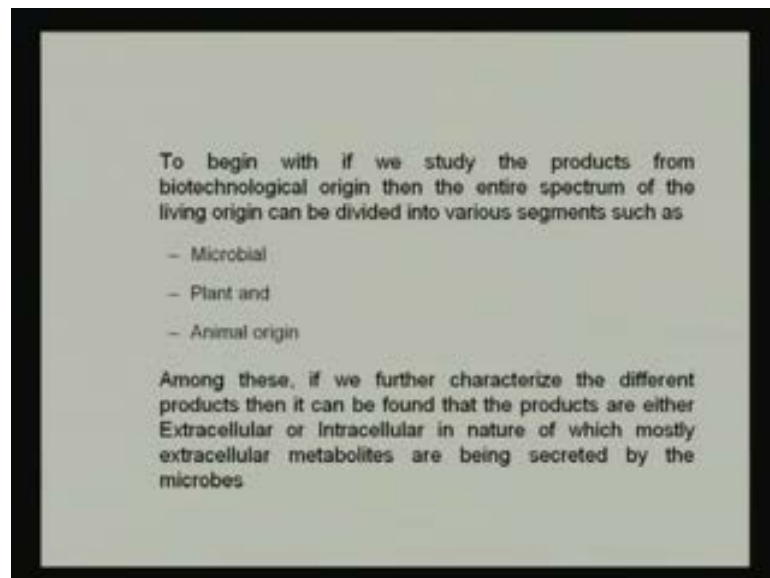 To begin with if we study the products from
biotechnological origin then the entire spectrum of the
living origin can be divided into various segments such as
– Microbial
– Plant and
– Animal origin
Among these, if we further characterize the different
products then it can be found that the products are either
Extracellular or Intracellular in nature of which mostly
extracellular metabolites are being secreted by the
microbes